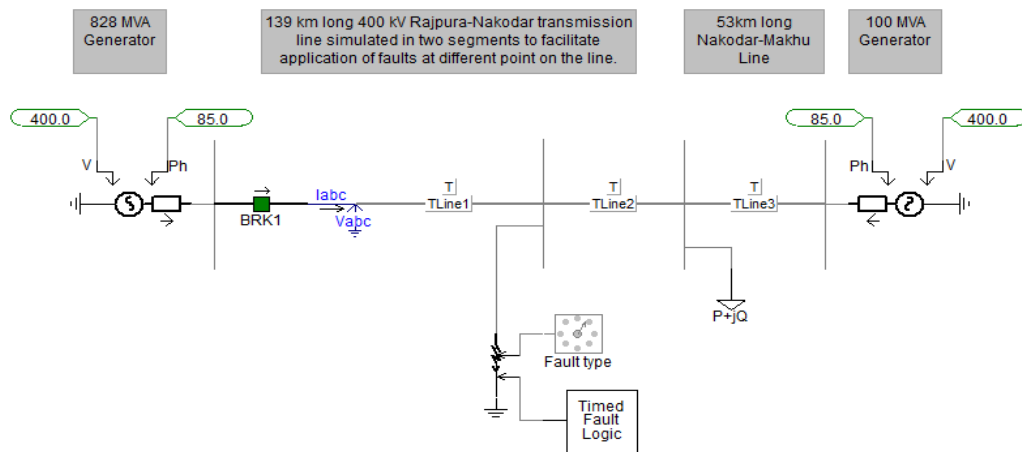 828 MVA
Generator
139 km long 400 kV Rajpura-Nakodar transmission
line simulated in two segments to facilitate
application of faults at different point on the line.
53km long
Nakodar-Makhu
Line
100 MVA
Generator
400.0
85.0
85.0
400.0
V
Ph
Ph
V
BRK1
Iabc
Vabc
T
TLine1
T
TLine2
T
TLine3
P+jQ
Fault type
Timed
Fault
Logic